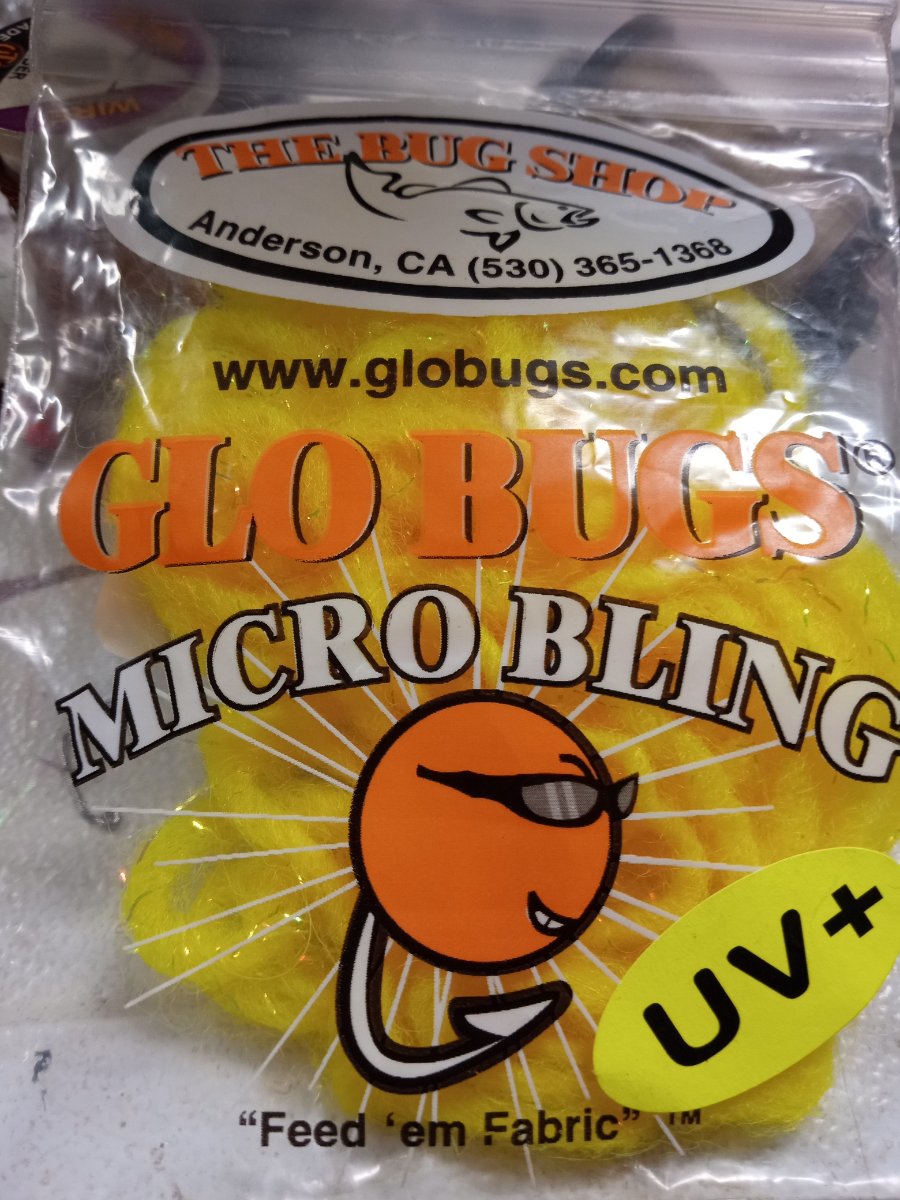 WIRE
THE BUG SHOP
Anderson, CA (530) 365-1368
www.globugs.com
GLO BUGS®
MICRO BLING
UV+
“Feed ‘em Fabric” ™